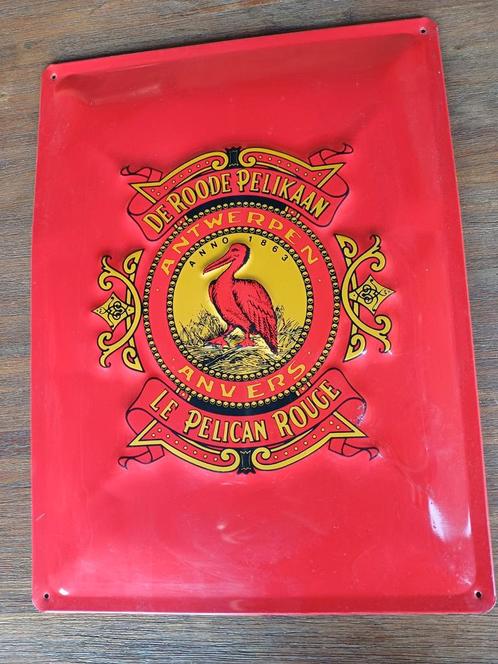 DE ROODE PELIKAAN
ANTWERPEN
ANNO 1863
ANVERS
LE PELICAN ROUGE